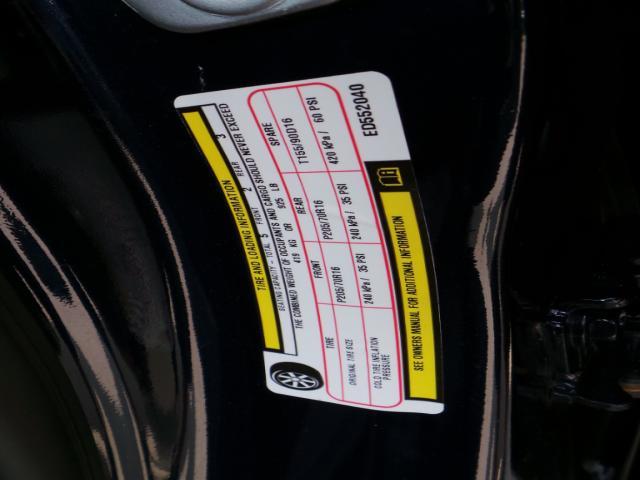 TIRE AND LOADING INFORMATION
SEATING CAPACITY - TOTAL 5 FRONT 2 REAR 3
THE COMBINED WEIGHT OF OCCUPANTS AND CARGO SHOULD NEVER EXCEED
419 KG OR 925 LB
TIRE FRONT REAR SPARE
ORIGINAL TIRE SIZE P205/70R16 P205/70R16 T155/90D16
COLD TIRE INFLATION PRESSURE 240 kPa / 35 PSI 240 kPa / 35 PSI 420 kPa / 60 PSI
SEE OWNERS MANUAL FOR ADDITIONAL INFORMATION
ED552040